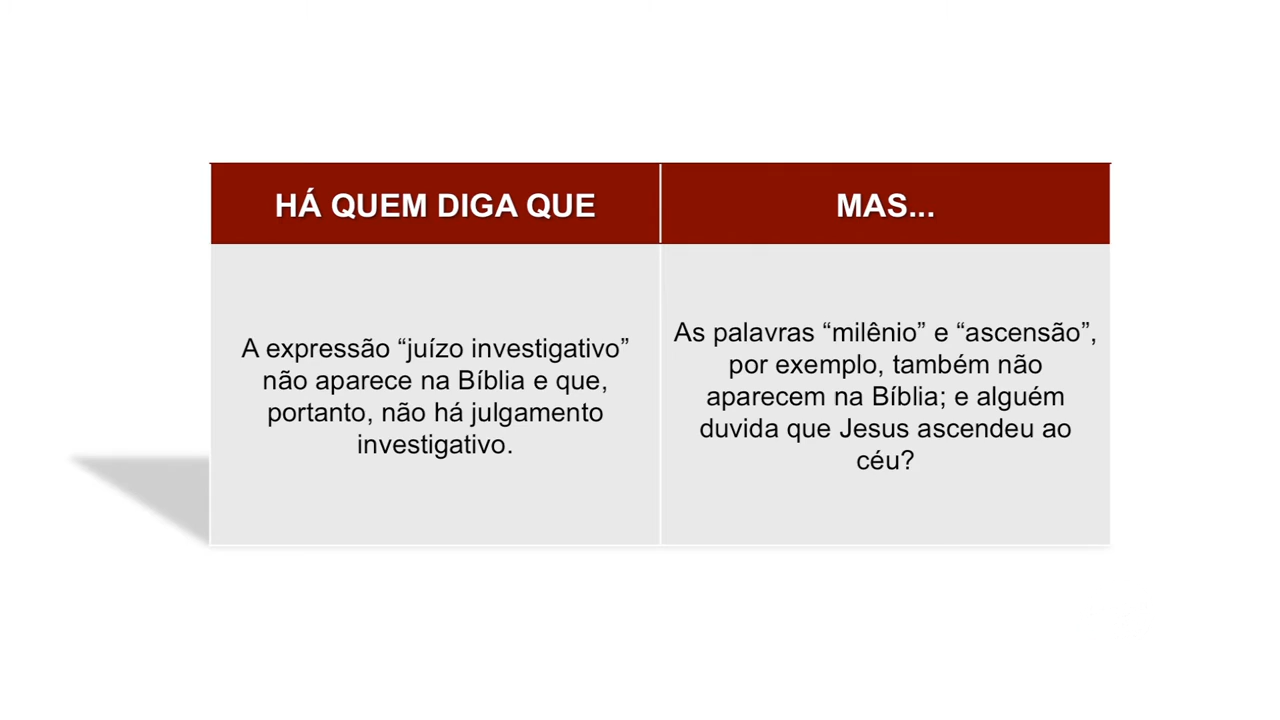 HÁ QUEM DIGA QUE
MAS...
A expressão “juízo investigativo”
não aparece na Bíblia e que,
portanto, não há julgamento
investigativo.
As palavras “milênio” e “ascensão”,
por exemplo, também não
aparecem na Bíblia; e alguém
duvida que Jesus ascendeu ao
céu?